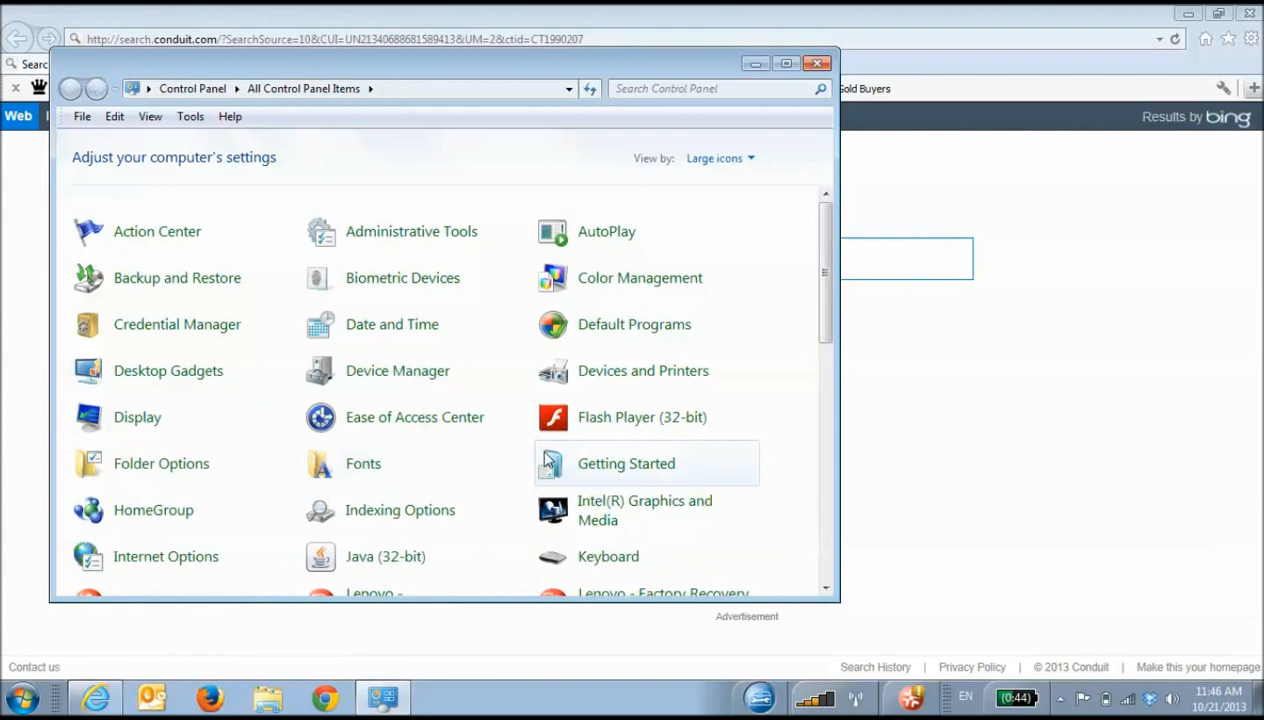 http://search.conduit.com/?SearchSource=10&CUI=UN21340688681589413&UM=2&ctid=CT1990207
Searc
Control Panel
All Control Panel Items
Search Control Panel
Gold Buyers
Web
File
Edit
View
Tools
Help
Results by bing
Adjust your computer's settings
View by:
Large icons
Action Center
Administrative Tools
AutoPlay
Backup and Restore
Biometric Devices
Color Management
Credential Manager
Date and Time
Default Programs
Desktop Gadgets
Device Manager
Devices and Printers
Display
Ease of Access Center
Flash Player (32-bit)
Folder Options
Fonts
Getting Started
HomeGroup
Indexing Options
Intel(R) Graphics and
Media
Internet Options
Java (32-bit)
Keyboard
Lenovo -
Lenovo - Factory Recovery
Advertisement
Contact us
Search History
Privacy Policy
© 2013 Conduit
Make this your homepage
EN
(0:44)
11:46 AM
10/21/2013